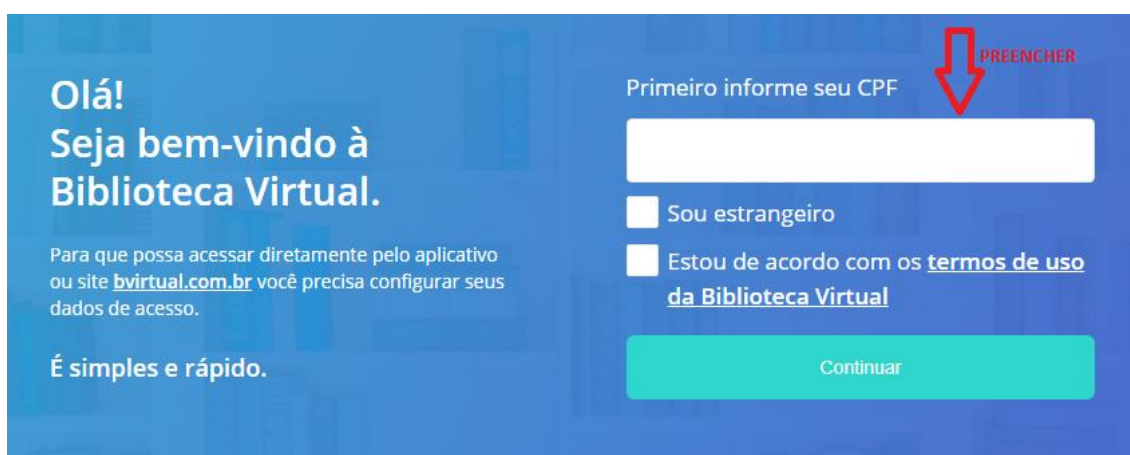 Olá!
Seja bem-vindo à
Biblioteca Virtual.
Para que possa acessar diretamente pelo aplicativo
ou site bvirtual.com.br você precisa configurar seus
dados de acesso.
É simples e rápido.
PREENCHER
Primeiro informe seu CPF
Sou estrangeiro
Estou de acordo com os termos de uso
da Biblioteca Virtual
Continuar